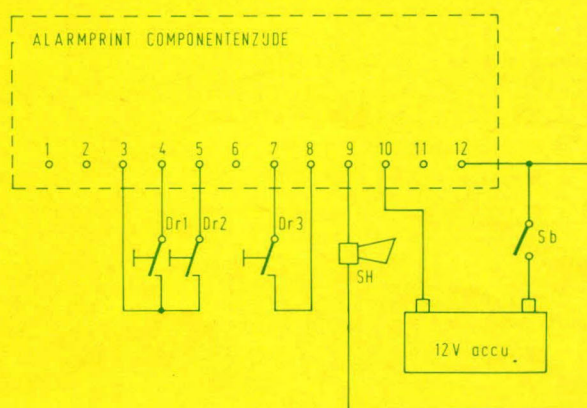 ALARMPRINT COMPONENTENZIJDE
1 2 3 4 5 6 7 8 9 10 11 12
Dr1 Dr2 Dr3 Sb
SH
12V accu.